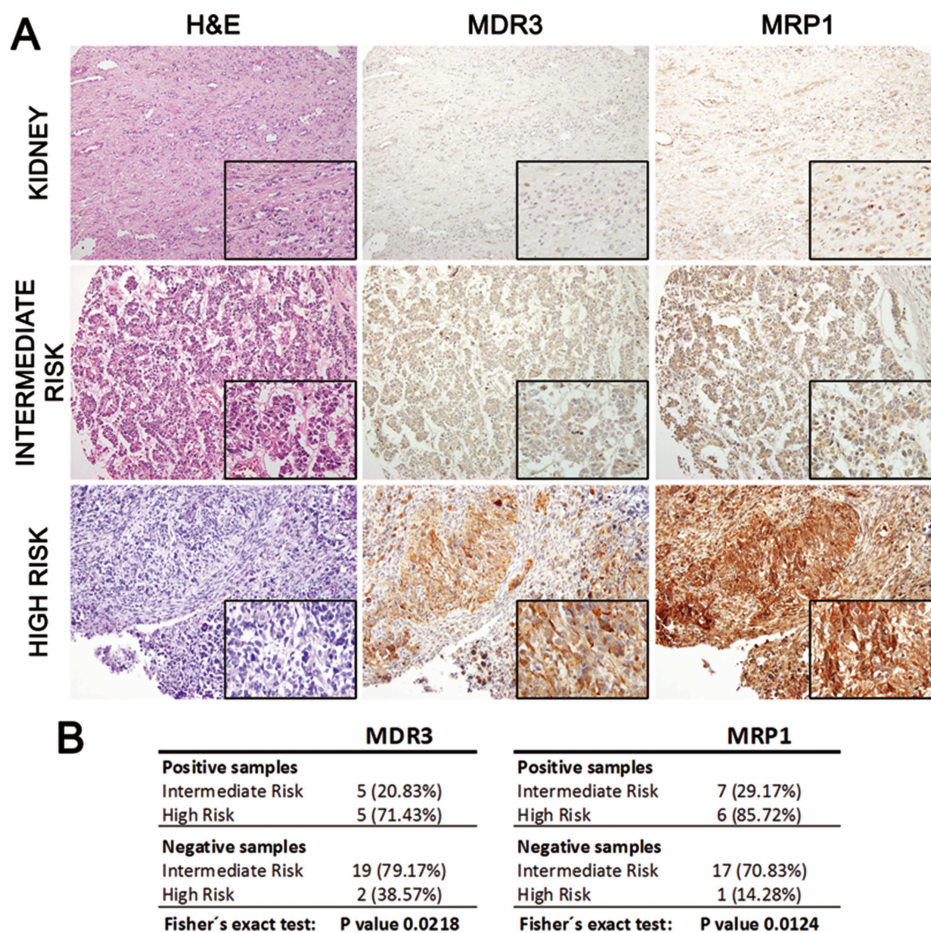 A
H&E MDR3 MRP1
KIDNEY
INTERMEDIATE
RISK
HIGH RISK
B
MDR3
Positive samples
Intermediate Risk 5 (20.83%)
High Risk 5 (71.43%)
Negative samples
Intermediate Risk 19 (79.17%)
High Risk 2 (38.57%)
Fisher´s exact test: P value 0.0218
MRP1
Positive samples
Intermediate Risk 7 (29.17%)
High Risk 6 (85.72%)
Negative samples
Intermediate Risk 17 (70.83%)
High Risk 1 (14.28%)
Fisher´s exact test: P value 0.0124